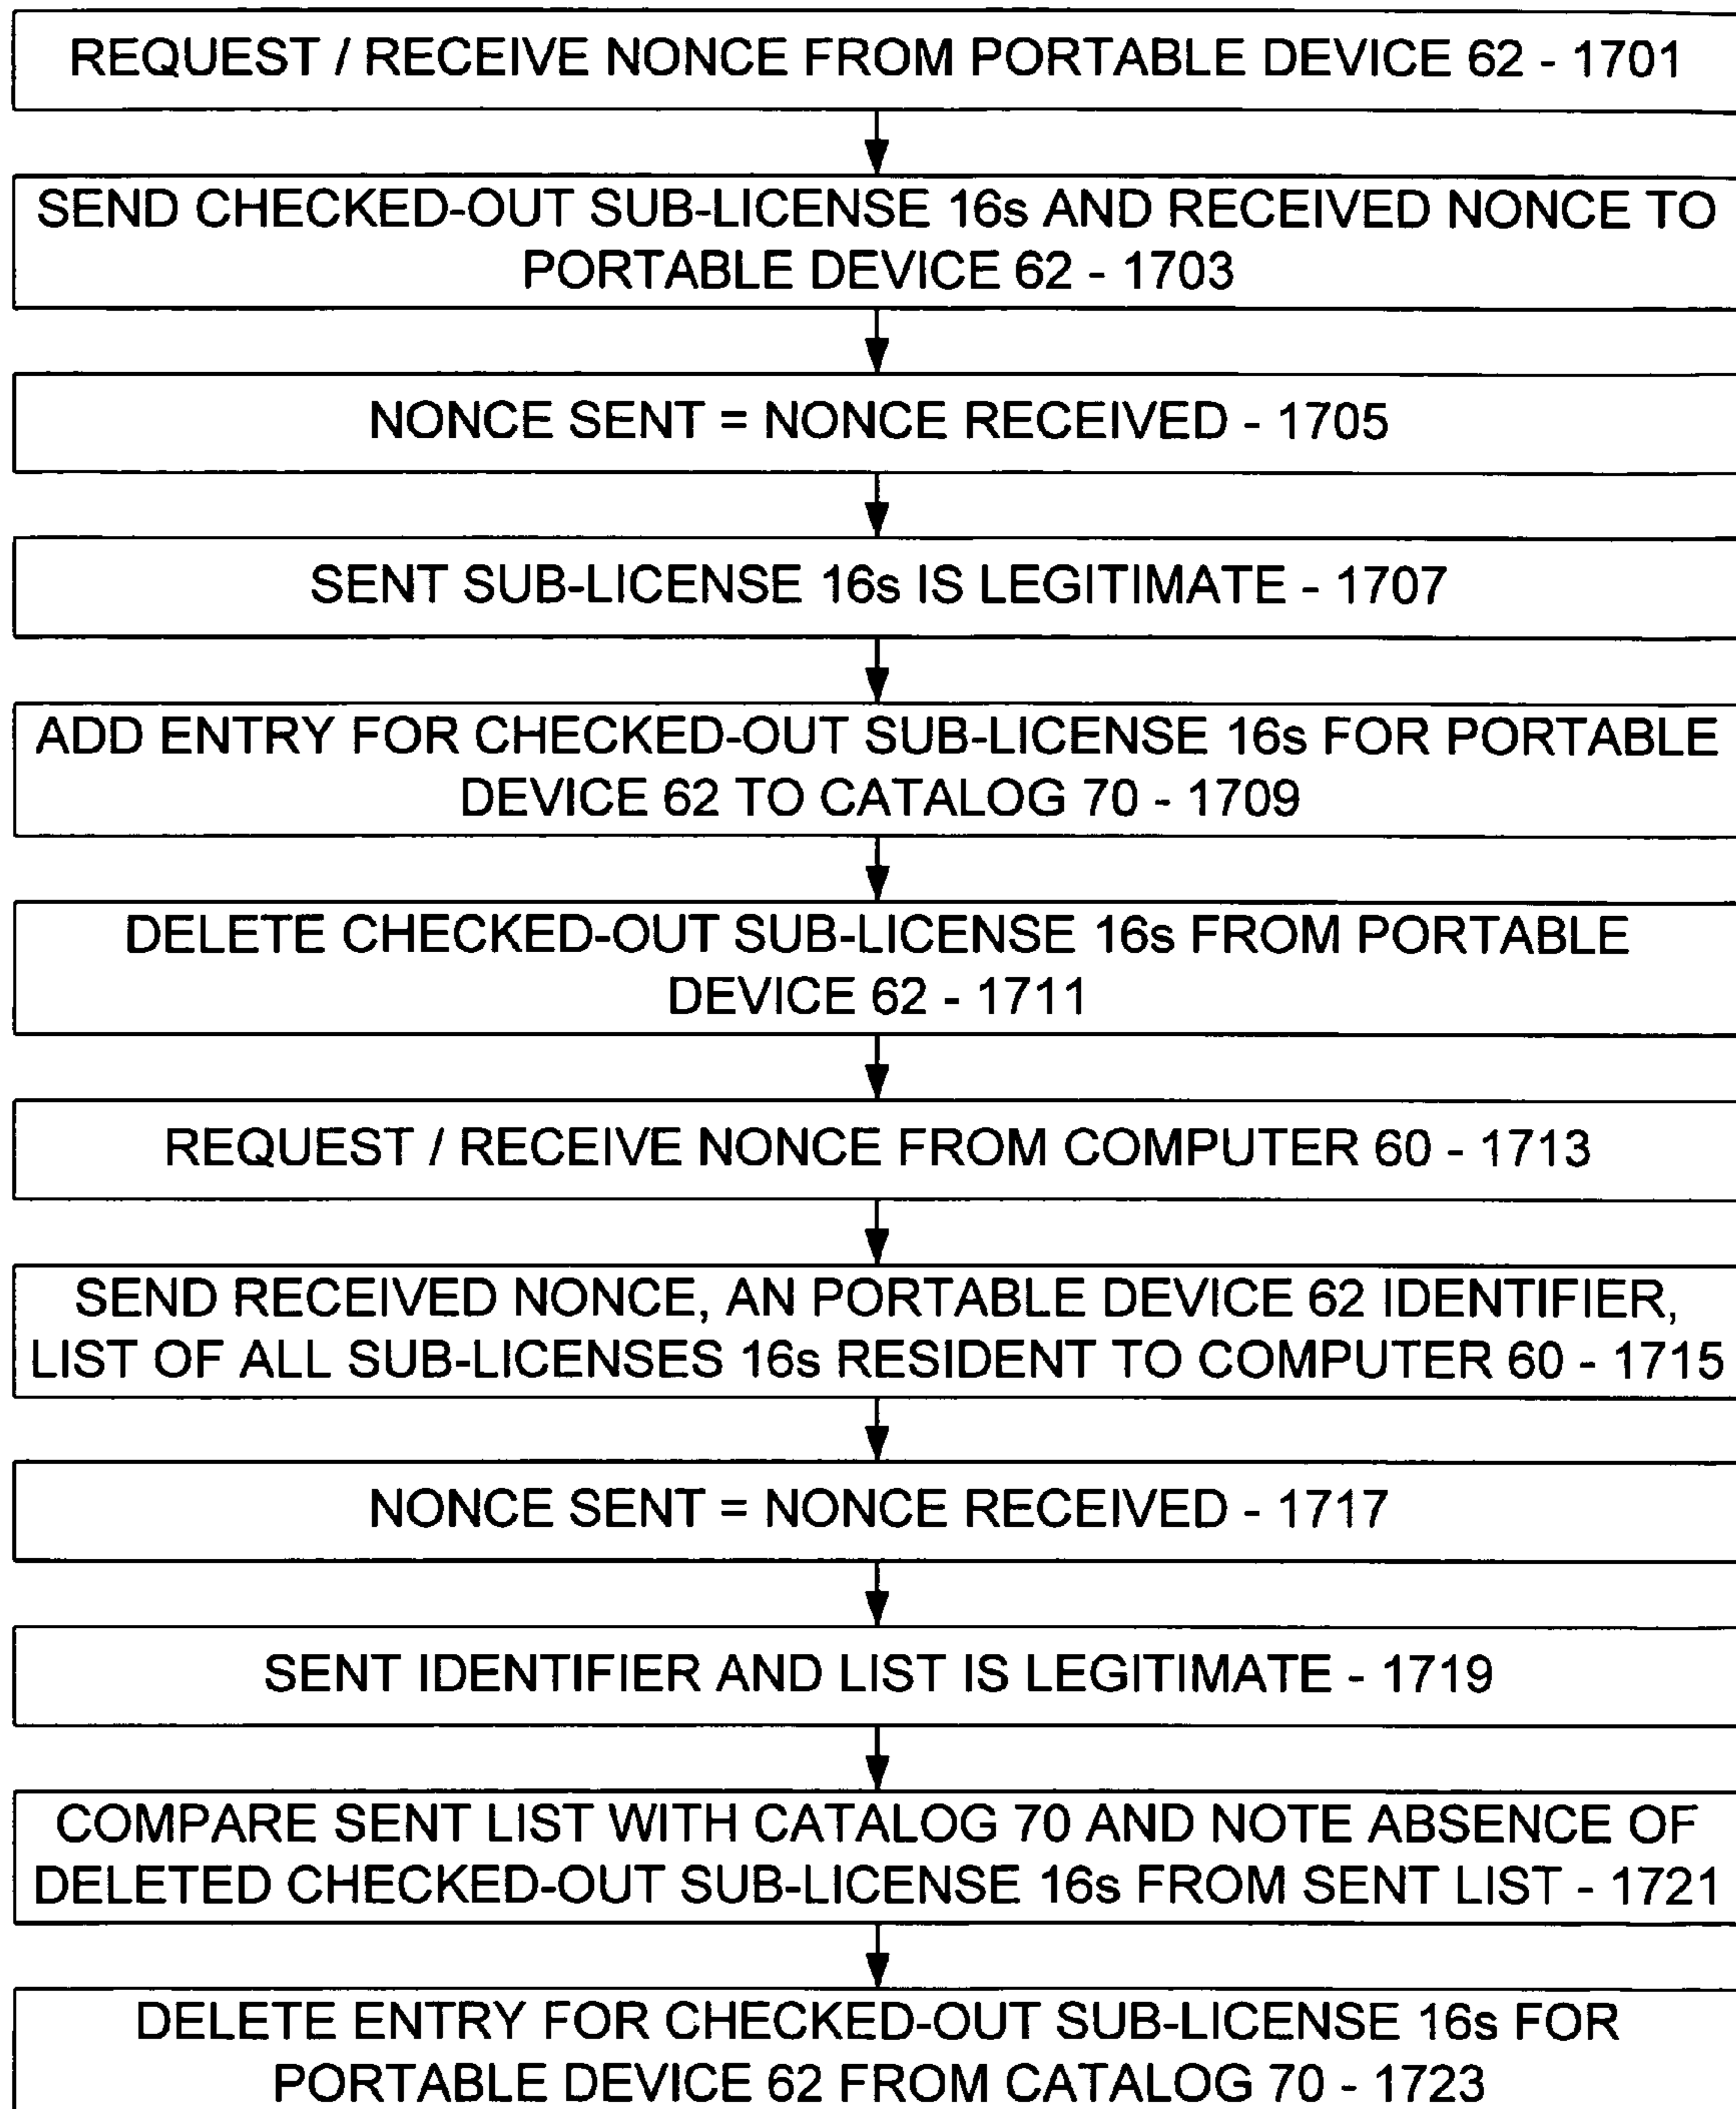 REQUEST / RECEIVE NONCE FROM PORTABLE DEVICE 62 - 1701
SEND CHECKED-OUT SUB-LICENSE 16s AND RECEIVED NONCE TO
PORTABLE DEVICE 62 - 1703
NONCE SENT = NONCE RECEIVED - 1705
SENT SUB-LICENSE 16s IS LEGITIMATE - 1707
ADD ENTRY FOR CHECKED-OUT SUB-LICENSE 16s FOR PORTABLE
DEVICE 62 TO CATALOG 70 - 1709
DELETE CHECKED-OUT SUB-LICENSE 16s FROM PORTABLE
DEVICE 62 - 1711
REQUEST / RECEIVE NONCE FROM COMPUTER 60 - 1713
SEND RECEIVED NONCE, AN PORTABLE DEVICE 62 IDENTIFIER,
LIST OF ALL SUB-LICENSES 16s RESIDENT TO COMPUTER 60 - 1715
NONCE SENT = NONCE RECEIVED - 1717
SENT IDENTIFIER AND LIST IS LEGITIMATE - 1719
COMPARE SENT LIST WITH CATALOG 70 AND NOTE ABSENCE OF
DELETED CHECKED-OUT SUB-LICENSE 16s FROM SENT LIST - 1721
DELETE ENTRY FOR CHECKED-OUT SUB-LICENSE 16s FOR
PORTABLE DEVICE 62 FROM CATALOG 70 - 1723